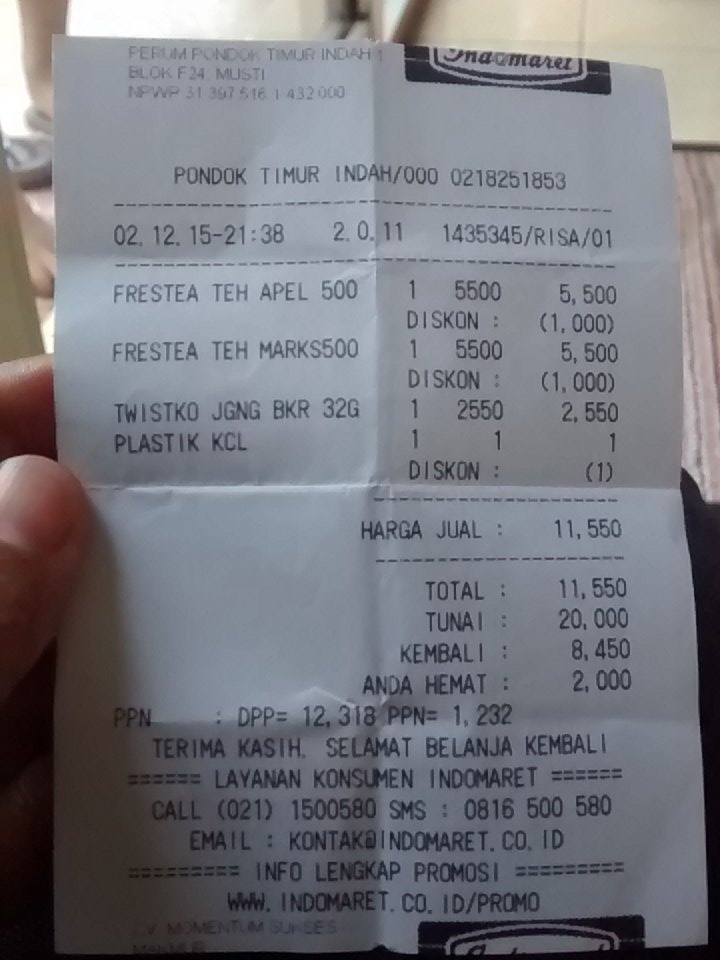 Indomaret
PERUM PONDOK TIMUR INDAH 1
BLOK F24, MUSTI
NPWP 31 397 516 1 432000
PONDOK TIMUR INDAH/000 0218251853
02.12.15-21:38 2.0.11 1435345/RISA/01
FRESTEA TEH APEL 500 1 5500 5,500
DISKON : (1,000)
FRESTEA TEH MARKS500 1 5500 5,500
DISKON : (1,000)
TWISTKO JGNG BKR 32G 1 2550 2,550
PLASTIK KCL 1 1 1
DISKON : (1)
HARGA JUAL : 11,550
TOTAL : 11,550
TUNAI : 20,000
KEMBALI : 8,450
ANDA HEMAT : 2,000
PPN : DPP= 12,318 PPN= 1,232
TERIMA KASIH. SELAMAT BELANJA KEMBALI
====== LAYANAN KONSUMEN INDOMARET ======
CALL (021) 1500580 SMS : 0816 500 580
EMAIL : KONTAK@INDOMARET.CO.ID
========= INFO LENGKAP PROMOSI =========
WWW.INDOMARET.CO.ID/PROMO
CV. MOMENTUM SUKSES
MAKMUR
Indomaret